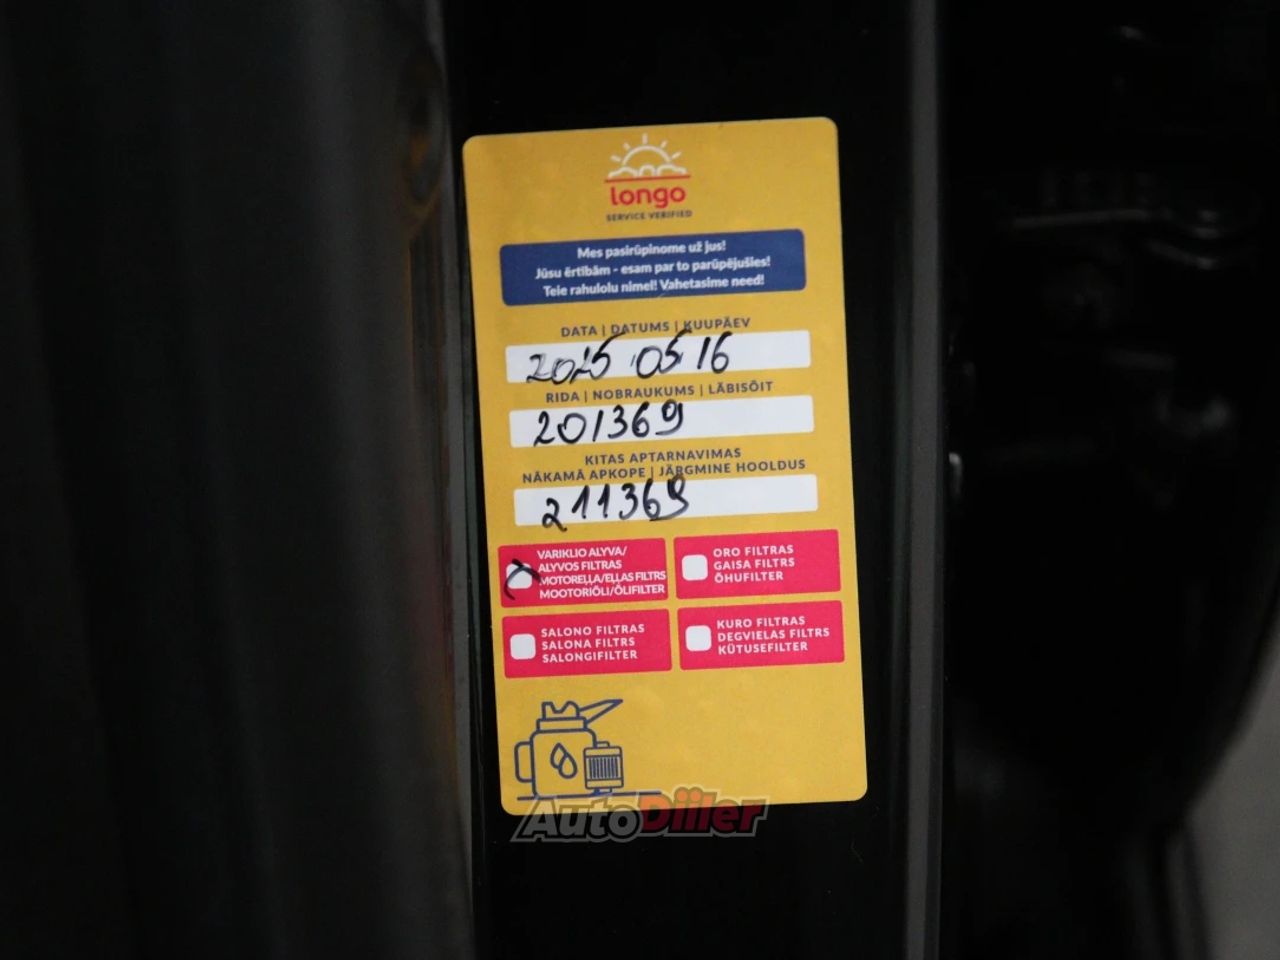 longo
SERVICE VERIFIED
Mes pasirūpinome už jus!
Jūsu ērtībām - esam par to parūpējušies!
Teie rahulolu nimel! Vahetasime need!
DATA | DATUMS | KUUPÄEV
2025.05.16
RIDA | NOBRAUKUMS | LÄBISÕIT
201369
KITAS APTARNAVIMAS
NĀKAMĀ APKOPE | JÄRGMINE HOOLDUS
211369
VARIKLIO ALYVA/
ALYVOS FILTRAS
MOTOREĻĻA/EĻĻAS FILTRS
MOOTORIÕLI/ÕLIFILTER
ORO FILTRAS
GAISA FILTRS
ÕHUFILTER
SALONO FILTRAS
SALONA FILTRS
SALONGIFILTER
KURO FILTRAS
DEGVIELAS FILTRS
KÜTUSEFILTER
AutoDiiler